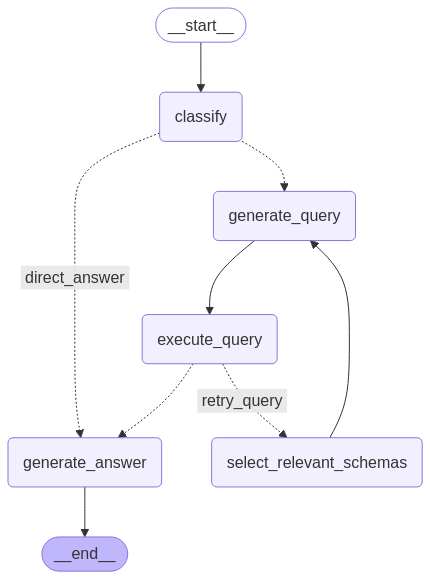 __start__
classify
generate_query
direct_answer
execute_query
retry_query
generate_answer
select_relevant_schemas
__end__